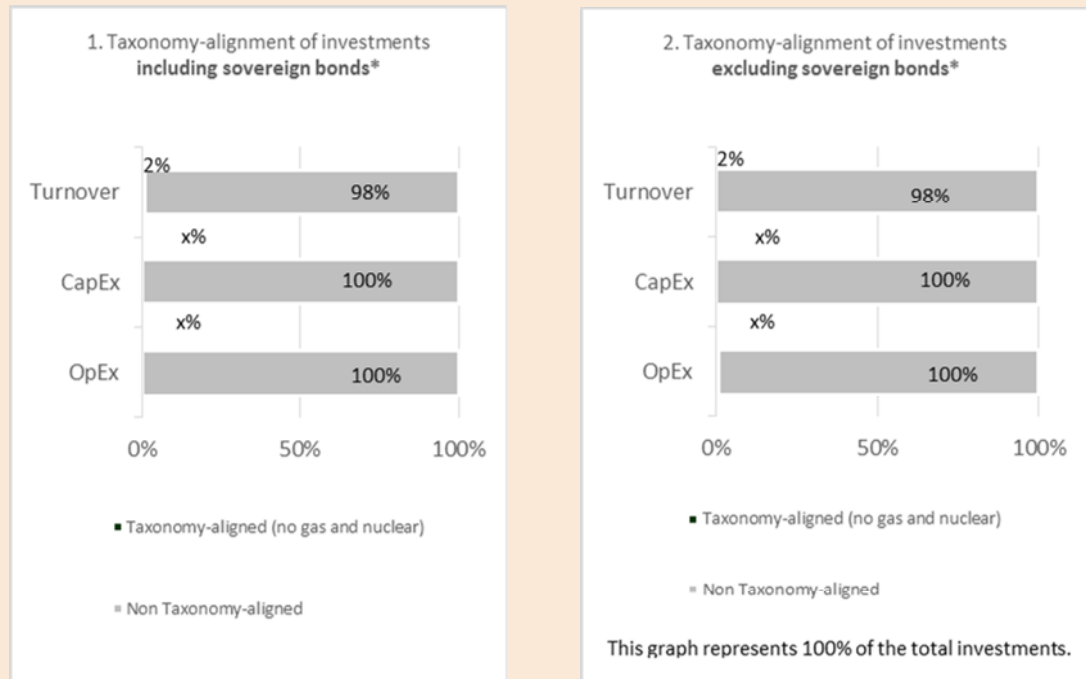 1. Taxonomy-alignment of investments
including sovereign bonds*
2%
Turnover
98%
x%
CapEx
100%
x%
OpEx
100%
0%
50%
100%
Taxonomy-aligned (no gas and nuclear)
Non Taxonomy-aligned
2. Taxonomy-alignment of investments
excluding sovereign bonds*
2%
Turnover
98%
x%
CapEx
100%
x%
OpEx
100%
0%
50%
100%
Taxonomy-aligned (no gas and nuclear)
Non Taxonomy-aligned
This graph represents 100% of the total investments.